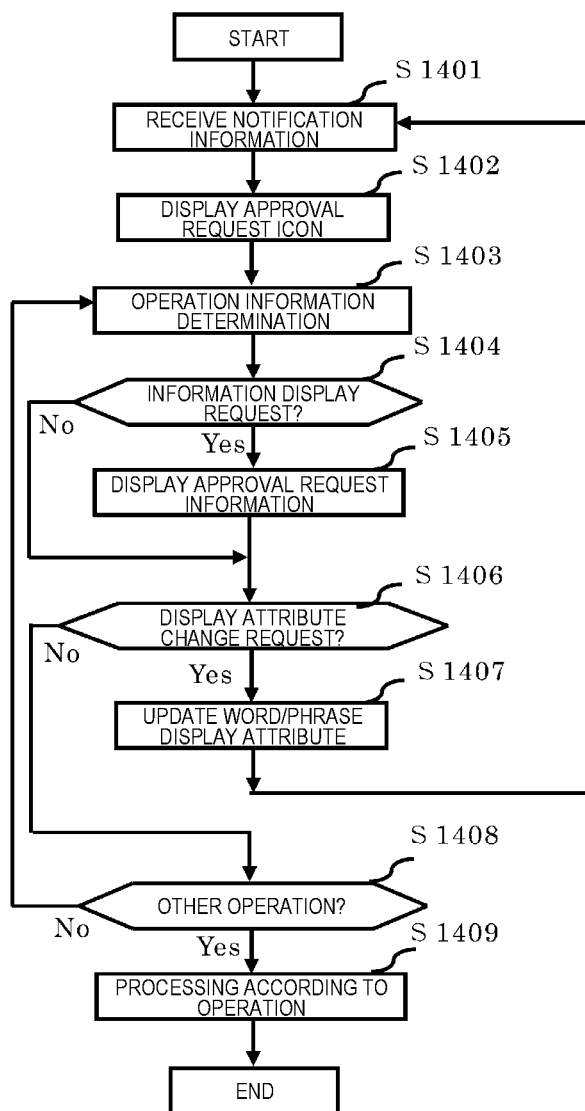 START
S 1401
RECEIVE NOTIFICATION
INFORMATION
S 1402
DISPLAY APPROVAL
REQUEST ICON
S 1403
OPERATION INFORMATION
DETERMINATION
S 1404
INFORMATION DISPLAY
REQUEST?
No
Yes
S 1405
DISPLAY APPROVAL REQUEST
INFORMATION
S 1406
DISPLAY ATTRIBUTE
CHANGE REQUEST?
No
Yes
S 1407
UPDATE WORD/PHRASE
DISPLAY ATTRIBUTE
S 1408
OTHER OPERATION?
No
Yes
S 1409
PROCESSING ACCORDING TO
OPERATION
END